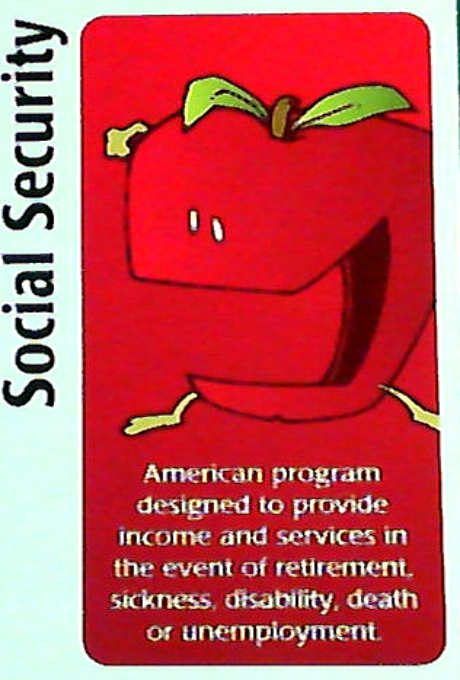 Social Security
American program
designed to provide
income and services in
the event of retirement,
sickness, disability, death
or unemployment.